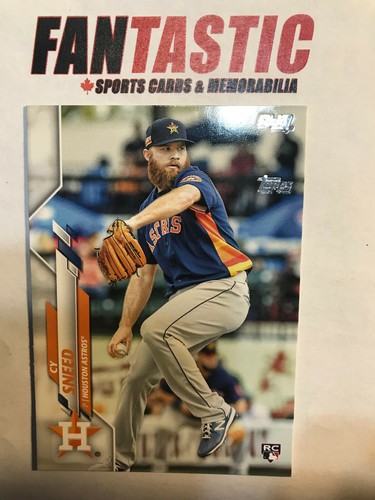 FANTASTIC
SPORTS CARDS & MEMORABILIA
Topps
ASTROS
CY
SNEED
HOUSTON ASTROS®
H
RC